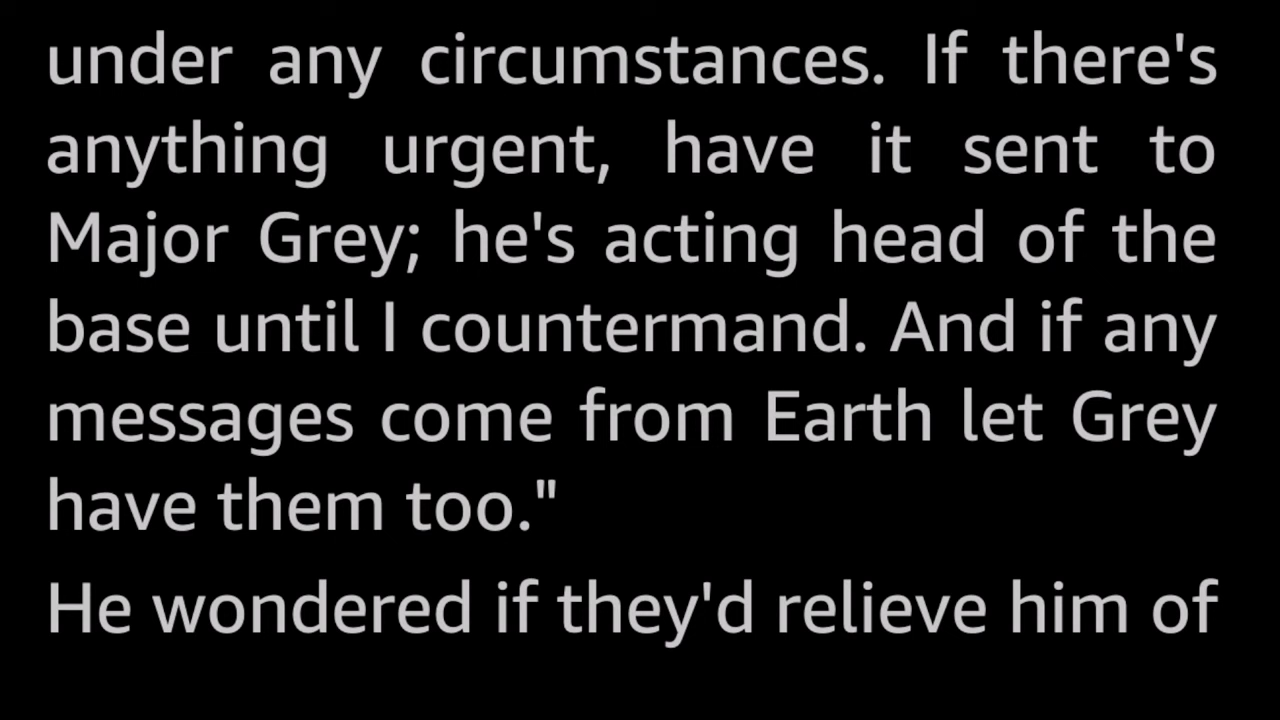 under any circumstances. If there's
anything urgent, have it sent to
Major Grey; he's acting head of the
base until I countermand. And if any
messages come from Earth let Grey
have them too."
He wondered if they'd relieve him of